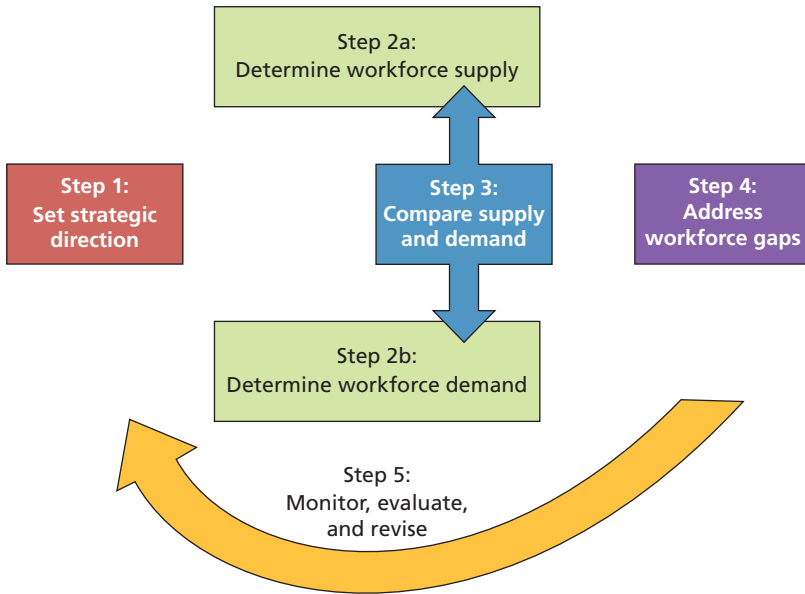 Step 2a:
Determine workforce supply
Step 1:
Set strategic
direction
Step 3:
Compare supply
and demand
Step 4:
Address
workforce gaps
Step 2b:
Determine workforce demand
Step 5:
Monitor, evaluate,
and revise